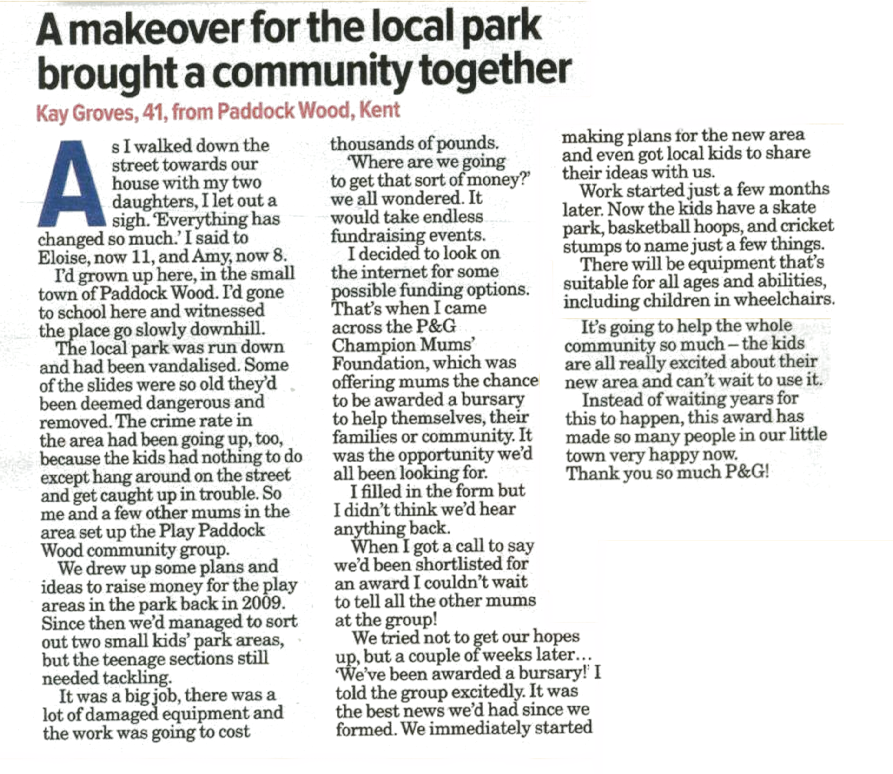 A makeover for the local park
brought a community together
Kay Groves, 41, from Paddock Wood, Kent
As I walked down the
street towards our
house with my two
daughters, I let out a
sigh. ‘Everything has
changed so much.’ I said to
Eloise, now 11, and Amy, now 8.
I’d grown up here, in the small
town of Paddock Wood. I’d gone
to school here and witnessed
the place go slowly downhill.
The local park was run down
and had been vandalised. Some
of the slides were so old they’d
been deemed dangerous and
removed. The crime rate in
the area had been going up, too,
because the kids had nothing to do
except hang around on the street
and get caught up in trouble. So
me and a few other mums in the
area set up the Play Paddock
Wood community group.
We drew up some plans and
ideas to raise money for the play
areas in the park back in 2009.
Since then we’d managed to sort
out two small kids’ park areas,
but the teenage sections still
needed tackling.
It was a big job, there was a
lot of damaged equipment and
the work was going to cost
thousands of pounds.
‘Where are we going
to get that sort of money?’
we all wondered. It
would take endless
fundraising events.
I decided to look on
the internet for some
possible funding options.
That’s when I came
across the P&G
Champion Mums’
Foundation, which was
offering mums the chance
to be awarded a bursary
to help themselves, their
families or community. It
was the opportunity we’d
all been looking for.
I filled in the form but
I didn’t think we’d hear
anything back.
When I got a call to say
we’d been shortlisted for
an award I couldn’t wait
to tell all the other mums
at the group!
We tried not to get our hopes
up, but a couple of weeks later…
‘We’ve been awarded a bursary!’ I
told the group excitedly. It was
the best news we’d had since we
formed. We immediately started
making plans for the new area
and even got local kids to share
their ideas with us.
Work started just a few months
later. Now the kids have a skate
park, basketball hoops, and cricket
stumps to name just a few things.
There will be equipment that’s
suitable for all ages and abilities,
including children in wheelchairs.
It’s going to help the whole
community so much – the kids
are all really excited about their
new area and can’t wait to use it.
Instead of waiting years for
this to happen, this award has
made so many people in our little
town very happy now.
Thank you so much P&G!